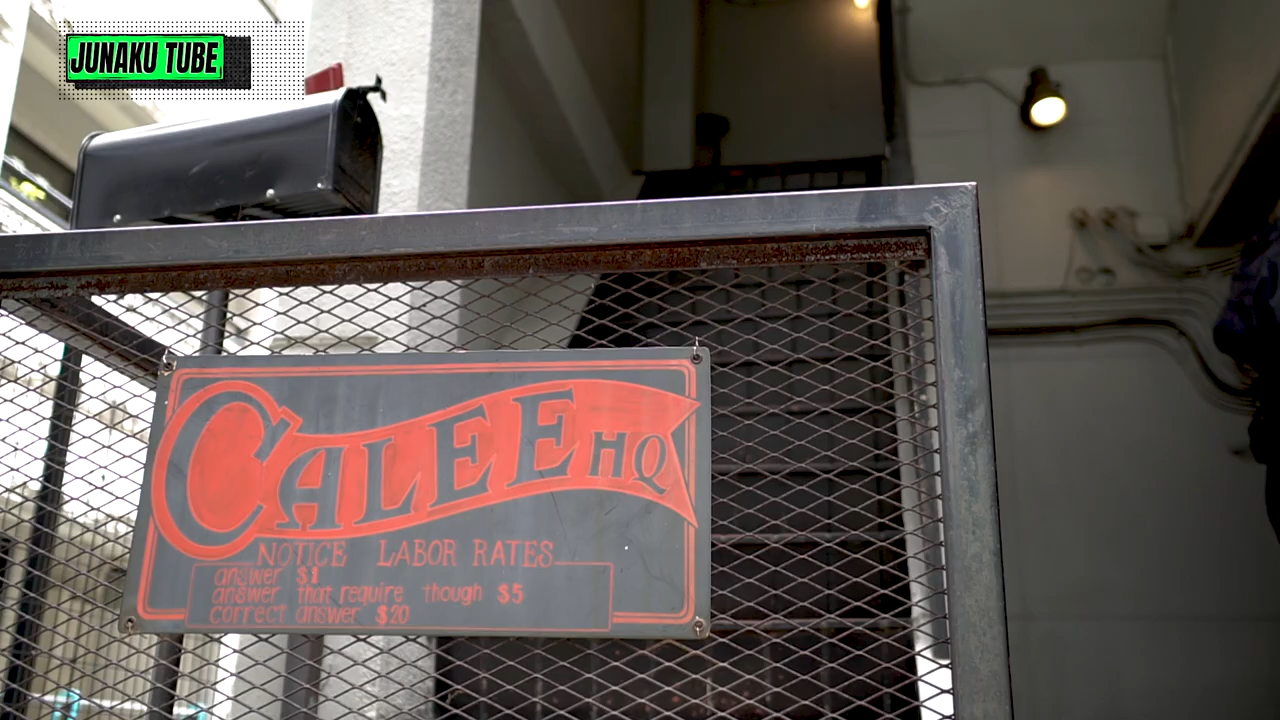 JUNAKU TUBE
CALEE HQ
NOTICE LABOR RATES
answer $1
answer that require though $5
correct answer $20